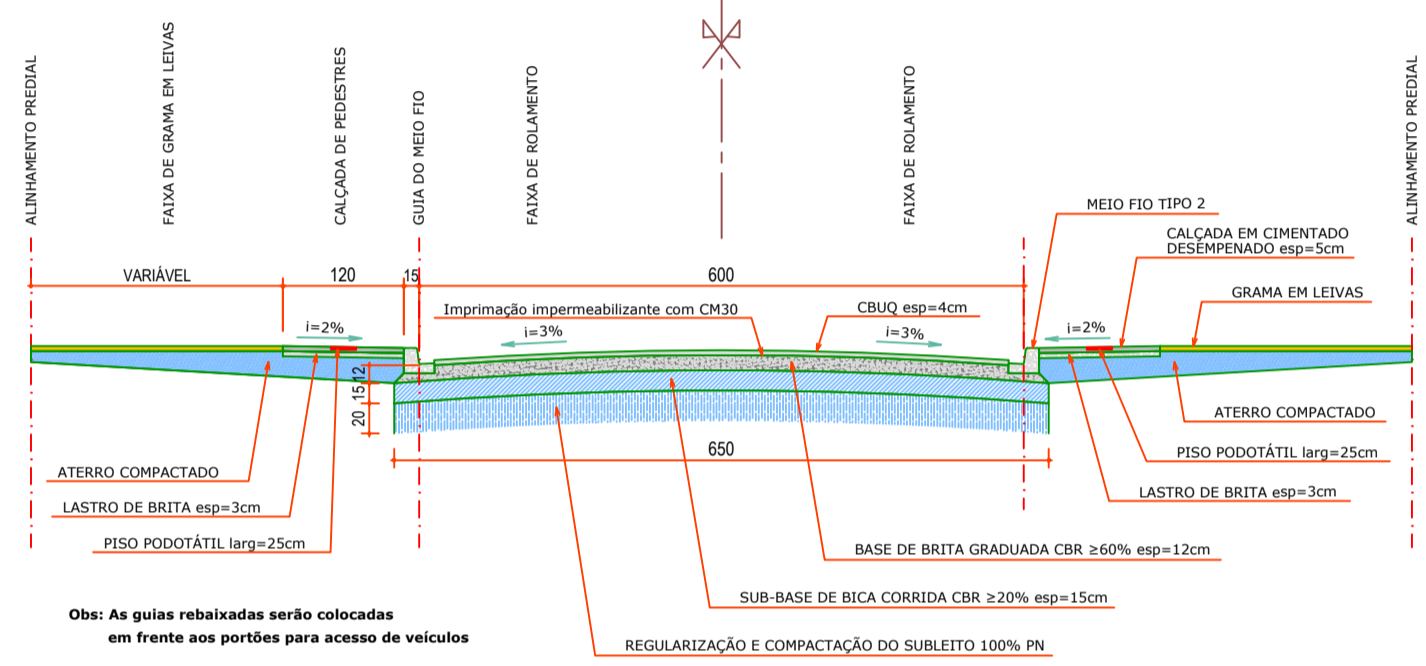 ALINHAMENTO PREDIAL
FAIXA DE GRAMA EM LEIVAS
CALÇADA DE PEDESTRES
GUIA DO MEIO FIO
FAIXA DE ROLAMENTO
FAIXA DE ROLAMENTO
ALINHAMENTO PREDIAL
MEIO FIO TIPO 2
CALÇADA EM CIMENTADO
DESEMPENADO esp=5cm
GRAMA EM LEIVAS
VARIÁVEL
120
15
600
Imprimação impermeabilizante com CM30
CBUQ esp=4cm
i=2%
i=3%
i=3%
i=2%
12
15
20
650
ATERRO COMPACTADO
LASTRO DE BRITA esp=3cm
PISO PODOTÁTIL larg=25cm
ATERRO COMPACTADO
PISO PODOTÁTIL larg=25cm
LASTRO DE BRITA esp=3cm
BASE DE BRITA GRADUADA CBR ≥60% esp=12cm
SUB-BASE DE BICA CORRIDA CBR ≥20% esp=15cm
REGULARIZAÇÃO E COMPACTAÇÃO DO SUBLEITO 100% PN
Obs: As guias rebaixadas serão colocadas
em frente aos portões para acesso de veículos